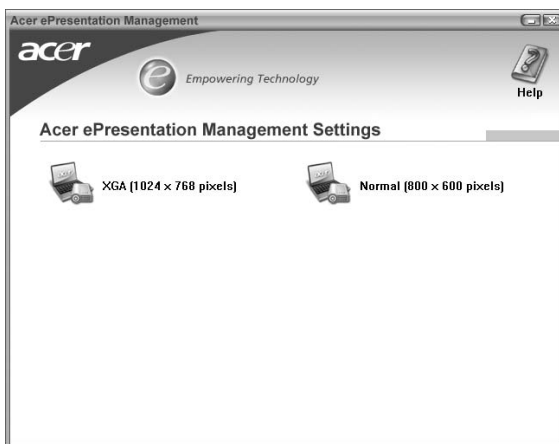 Acer ePresentation Management
acer
e Empowering Technology
Help
Acer ePresentation Management Settings
XGA (1024 x 768 pixels)
Normal (800 x 600 pixels)